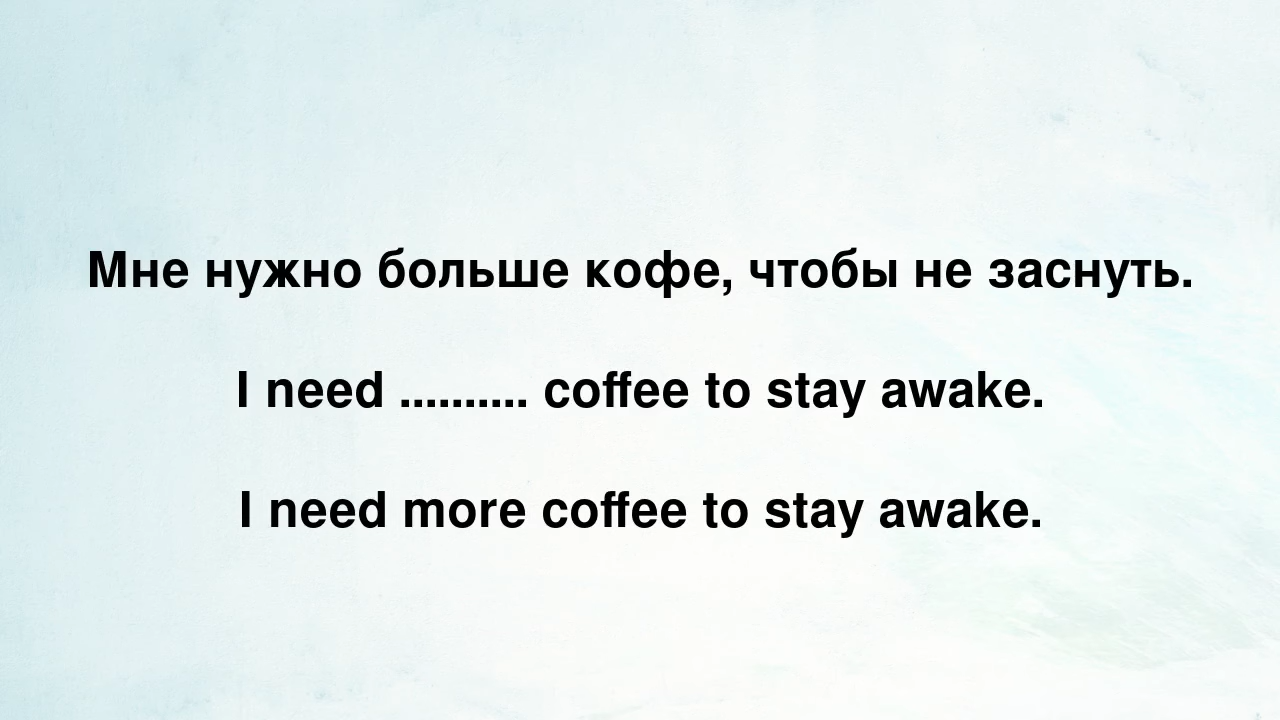 Мне нужно больше кофе, чтобы не заснуть.
I need .......... coffee to stay awake.
I need more coffee to stay awake.